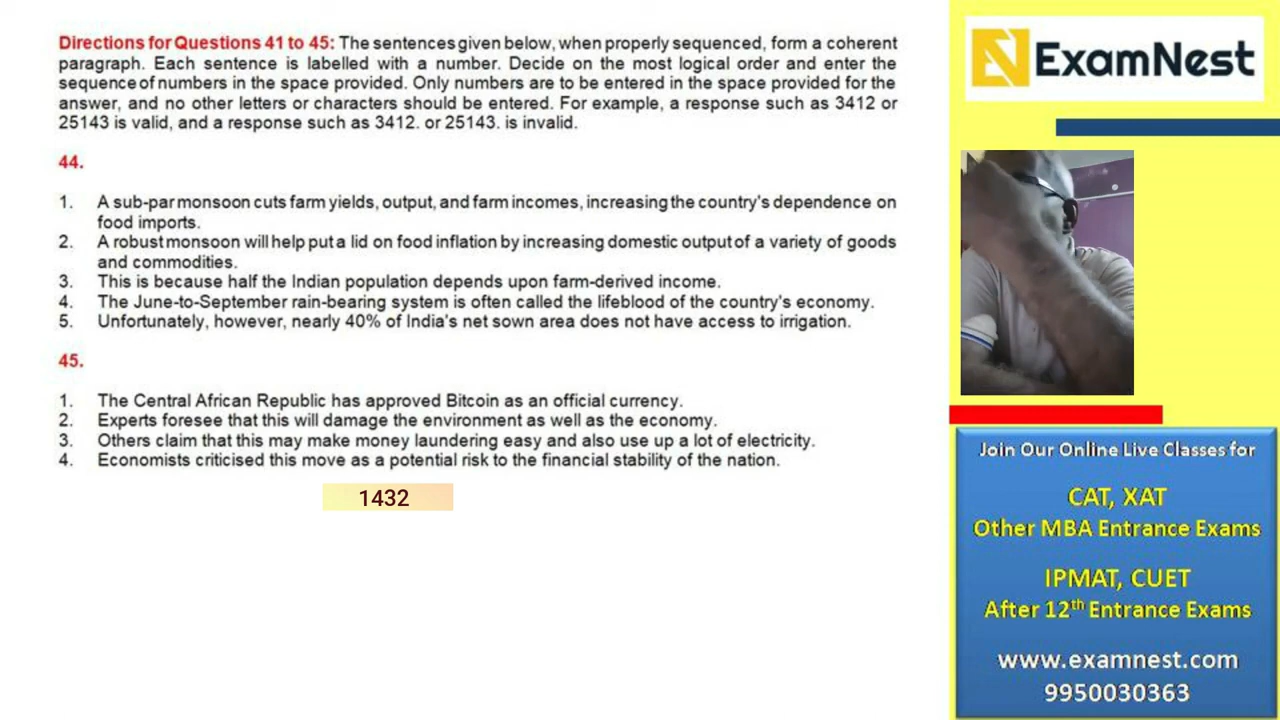 Directions for Questions 41 to 45: The sentences given below, when properly sequenced, form a coherent
paragraph. Each sentence is labelled with a number. Decide on the most logical order and enter the
sequence of numbers in the space provided. Only numbers are to be entered in the space provided for the
answer, and no other letters or characters should be entered. For example, a response such as 3412 or
25143 is valid, and a response such as 3412. or 25143. is invalid.
44.
1. A sub-par monsoon cuts farm yields, output, and farm incomes, increasing the country's dependence on
food imports.
2. A robust monsoon will help put a lid on food inflation by increasing domestic output of a variety of goods
and commodities.
3. This is because half the Indian population depends upon farm-derived income.
4. The June-to-September rain-bearing system is often called the lifeblood of the country's economy.
5. Unfortunately, however, nearly 40% of India's net sown area does not have access to irrigation.
45.
1. The Central African Republic has approved Bitcoin as an official currency.
2. Experts foresee that this will damage the environment as well as the economy.
3. Others claim that this may make money laundering easy and also use up a lot of electricity.
4. Economists criticised this move as a potential risk to the financial stability of the nation.
1432
ExamNest
Join Our Online Live Classes for
CAT, XAT
Other MBA Entrance Exams
IPMAT, CUET
After 12th Entrance Exams
www.examnest.com
9950030363